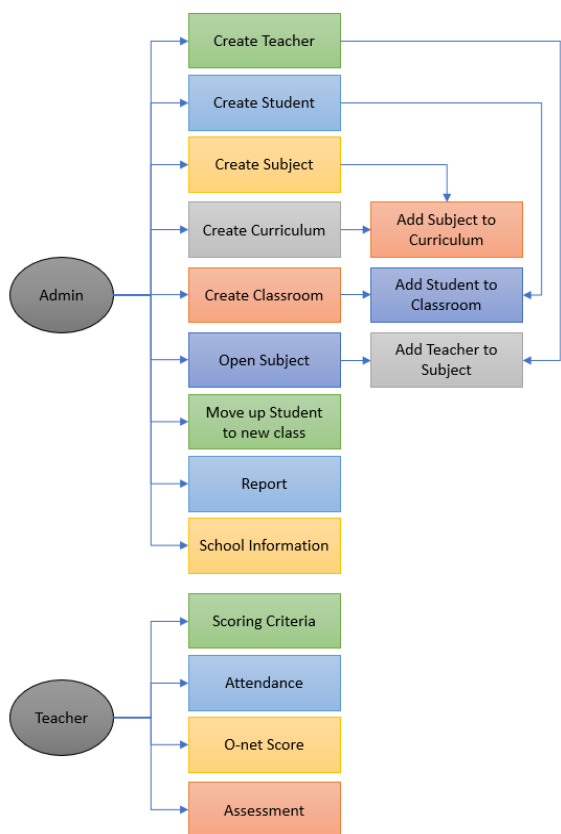 Create Teacher
Create Student
Create Subject
Create Curriculum
Add Subject to
Curriculum
Admin
Create Classroom
Add Student to
Classroom
Open Subject
Add Teacher to
Subject
Move up Student
to new class
Report
School Information
Scoring Criteria
Attendance
Teacher
O-net Score
Assessment